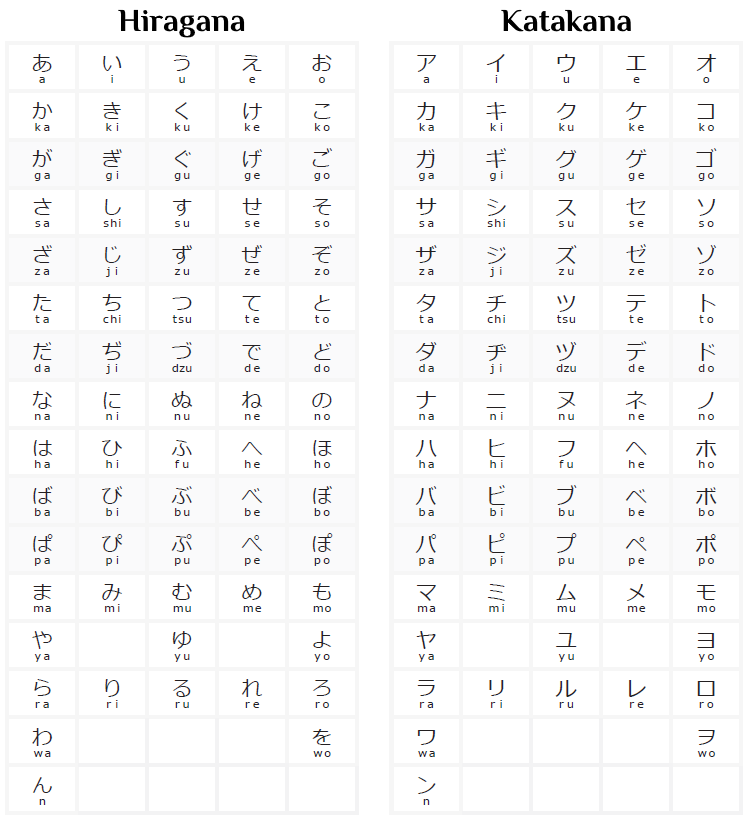 Hiragana Katakana
あ い う え お ア イ ウ エ オ
a i u e o a i u e o
か き く け こ カ キ ク ケ コ
ka ki ku ke ko ka ki ku ke ko
が ぎ ぐ げ ご ガ ギ グ ゲ ゴ
ga gi gu ge go ga gi gu ge go
さ し す せ そ サ シ ス セ ソ
sa shi su se so sa shi su se so
ざ じ ず ぜ ぞ ザ ジ ズ ゼ ゾ
za ji zu ze zo za ji zu ze zo
た ち つ て と タ チ ツ テ ト
ta chi tsu te to ta chi tsu te to
だ ぢ づ で ど ダ ヂ ヅ デ ド
da ji dzu de do da ji dzu de do
な に ぬ ね の ナ ニ ヌ ネ ノ
na ni nu ne no na ni nu ne no
は ひ ふ へ ほ ハ ヒ フ ヘ ホ
ha hi fu he ho ha hi fu he ho
ば び ぶ べ ぼ バ ビ ブ ベ ボ
ba bi bu be bo ba bi bu be bo
ぱ ぴ ぷ ぺ ぽ パ ピ プ ペ ポ
pa pi pu pe po pa pi pu pe po
ま み む め も マ ミ ム メ モ
ma mi mu me mo ma mi mu me mo
や ゆ よ ヤ ユ ヨ
ya yu yo ya yu yo
ら り る れ ろ ラ リ ル レ ロ
ra ri ru re ro ra ri ru re ro
わ を ワ ヲ
wa wo wa wo
ん ン
n n